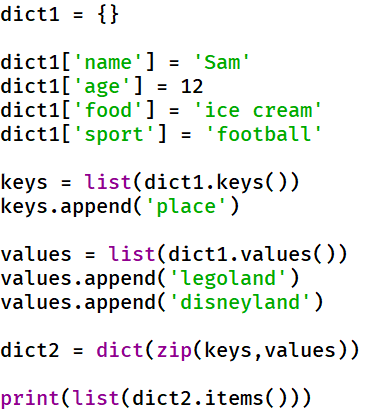 dict1 = {}
dict1['name'] = 'Sam'
dict1['age'] = 12
dict1['food'] = 'ice cream'
dict1['sport'] = 'football'
keys = list(dict1.keys())
keys.append('place')
values = list(dict1.values())
values.append('legoland')
values.append('disneyland')
dict2 = dict(zip(keys,values))
print(list(dict2.items()))